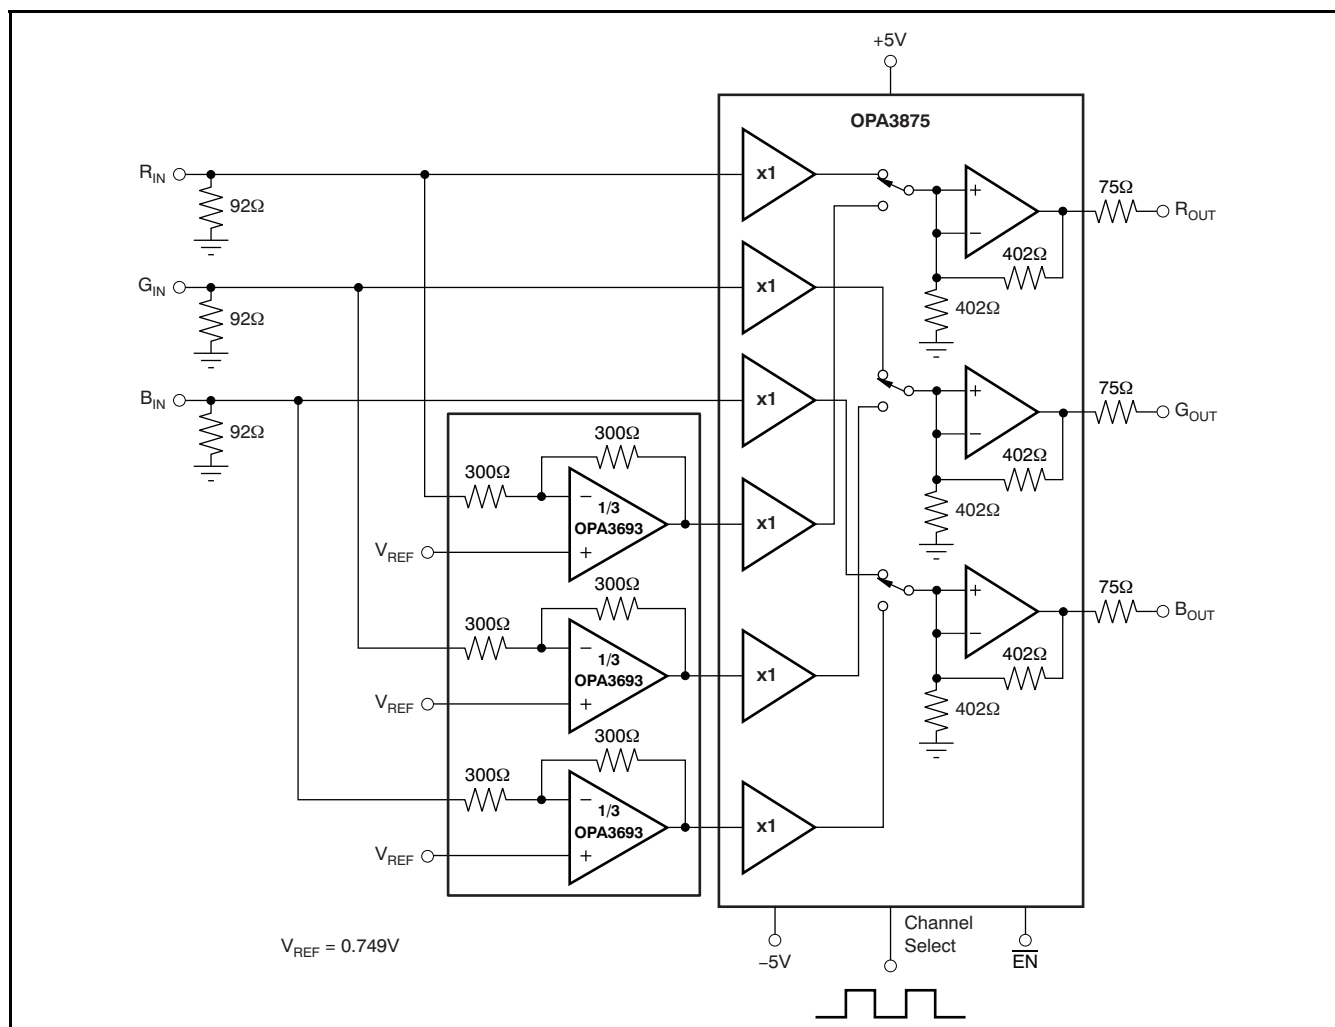 +5V
OPA3875
R_IN
92Ω
x1
75Ω
R_OUT
+
−
402Ω
402Ω
G_IN
92Ω
x1
B_IN
92Ω
x1
+
−
75Ω
G_OUT
402Ω
402Ω
300Ω
300Ω
−
1/3
OPA3693
+
V_REF
x1
300Ω
300Ω
−
1/3
OPA3693
+
V_REF
x1
+
−
75Ω
B_OUT
402Ω
402Ω
300Ω
300Ω
−
1/3
OPA3693
+
V_REF
x1
V_REF = 0.749V
−5V
Channel
Select
EN